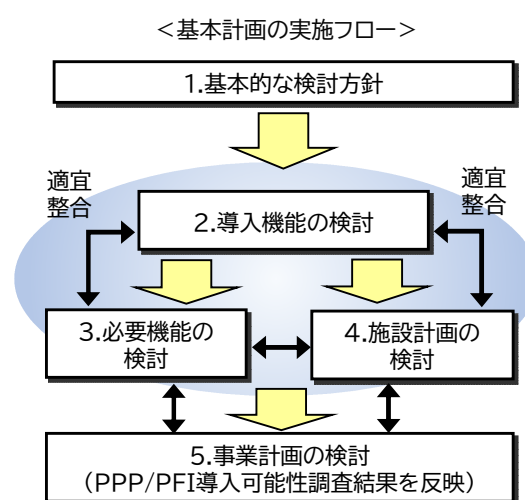 ＜基本計画の実施フロー＞
1.基本的な検討方針
適宜
整合
適宜
整合
2.導入機能の検討
3.必要機能の
検討
4.施設計画の
検討
5.事業計画の検討
（PPP/PFI導入可能性調査結果を反映）